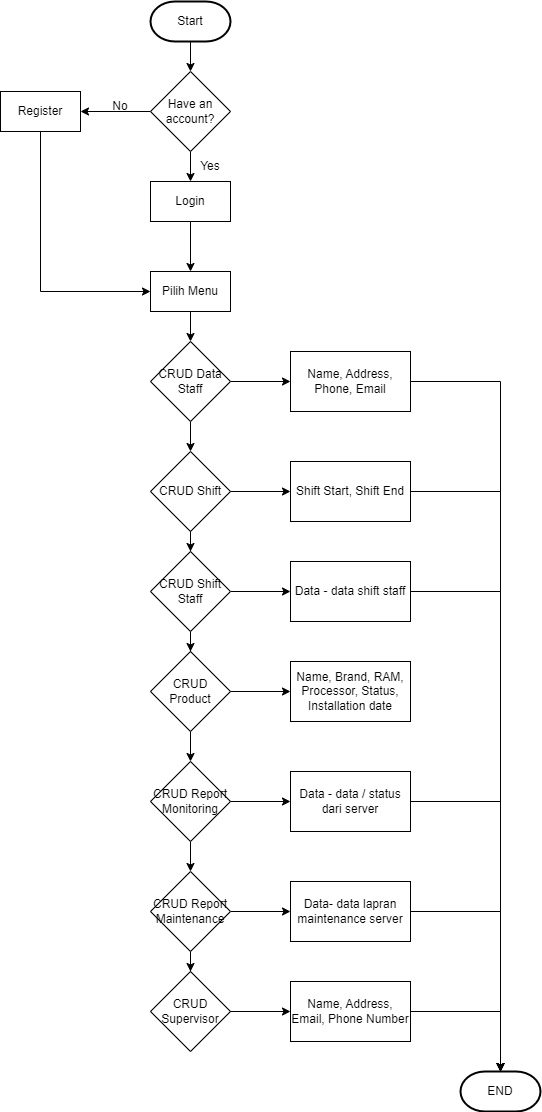 Start
Have an
account?
No
Register
Yes
Login
Pilih Menu
CRUD Data
Staff
Name, Address,
Phone, Email
CRUD Shift
Shift Start, Shift End
CRUD Shift
Staff
Data - data shift staff
CRUD
Product
Name, Brand, RAM,
Processor, Status,
Installation date
CRUD Report
Monitoring
Data - data / status
dari server
CRUD Report
Maintenance
Data- data lapran
maintenance server
CRUD
Supervisor
Name, Address,
Email, Phone Number
END